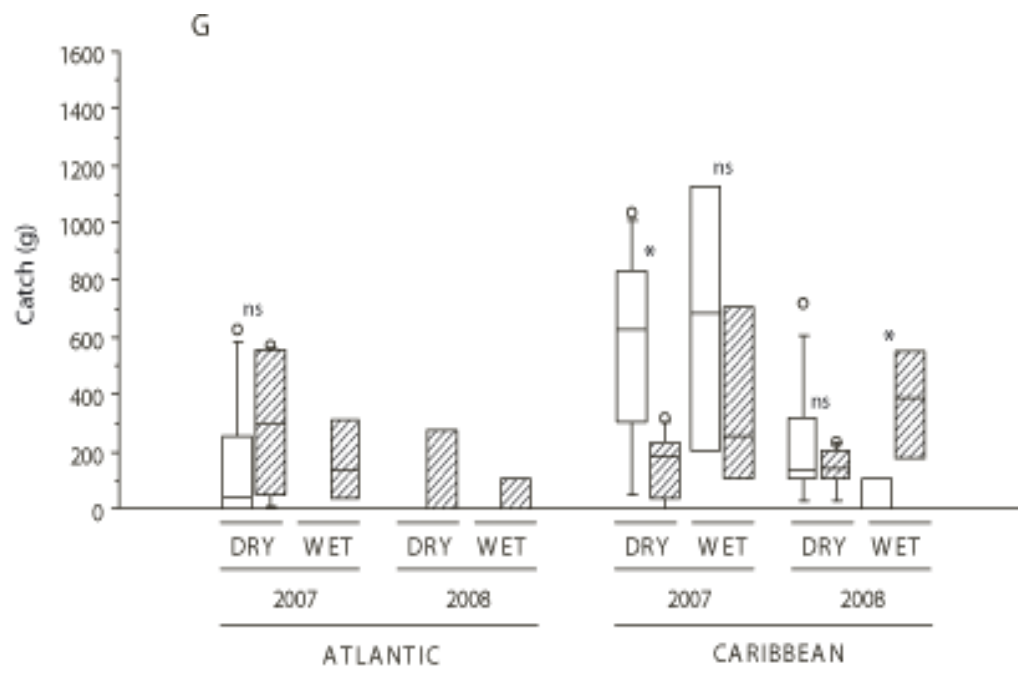 G
1600
1400
1200
1000
800
600
400
200
0
Catch (g)
ns
*
ns
ns
*
DRY WET DRY WET DRY WET DRY WET
2007 2008 2007 2008
ATLANTIC CARIBBEAN